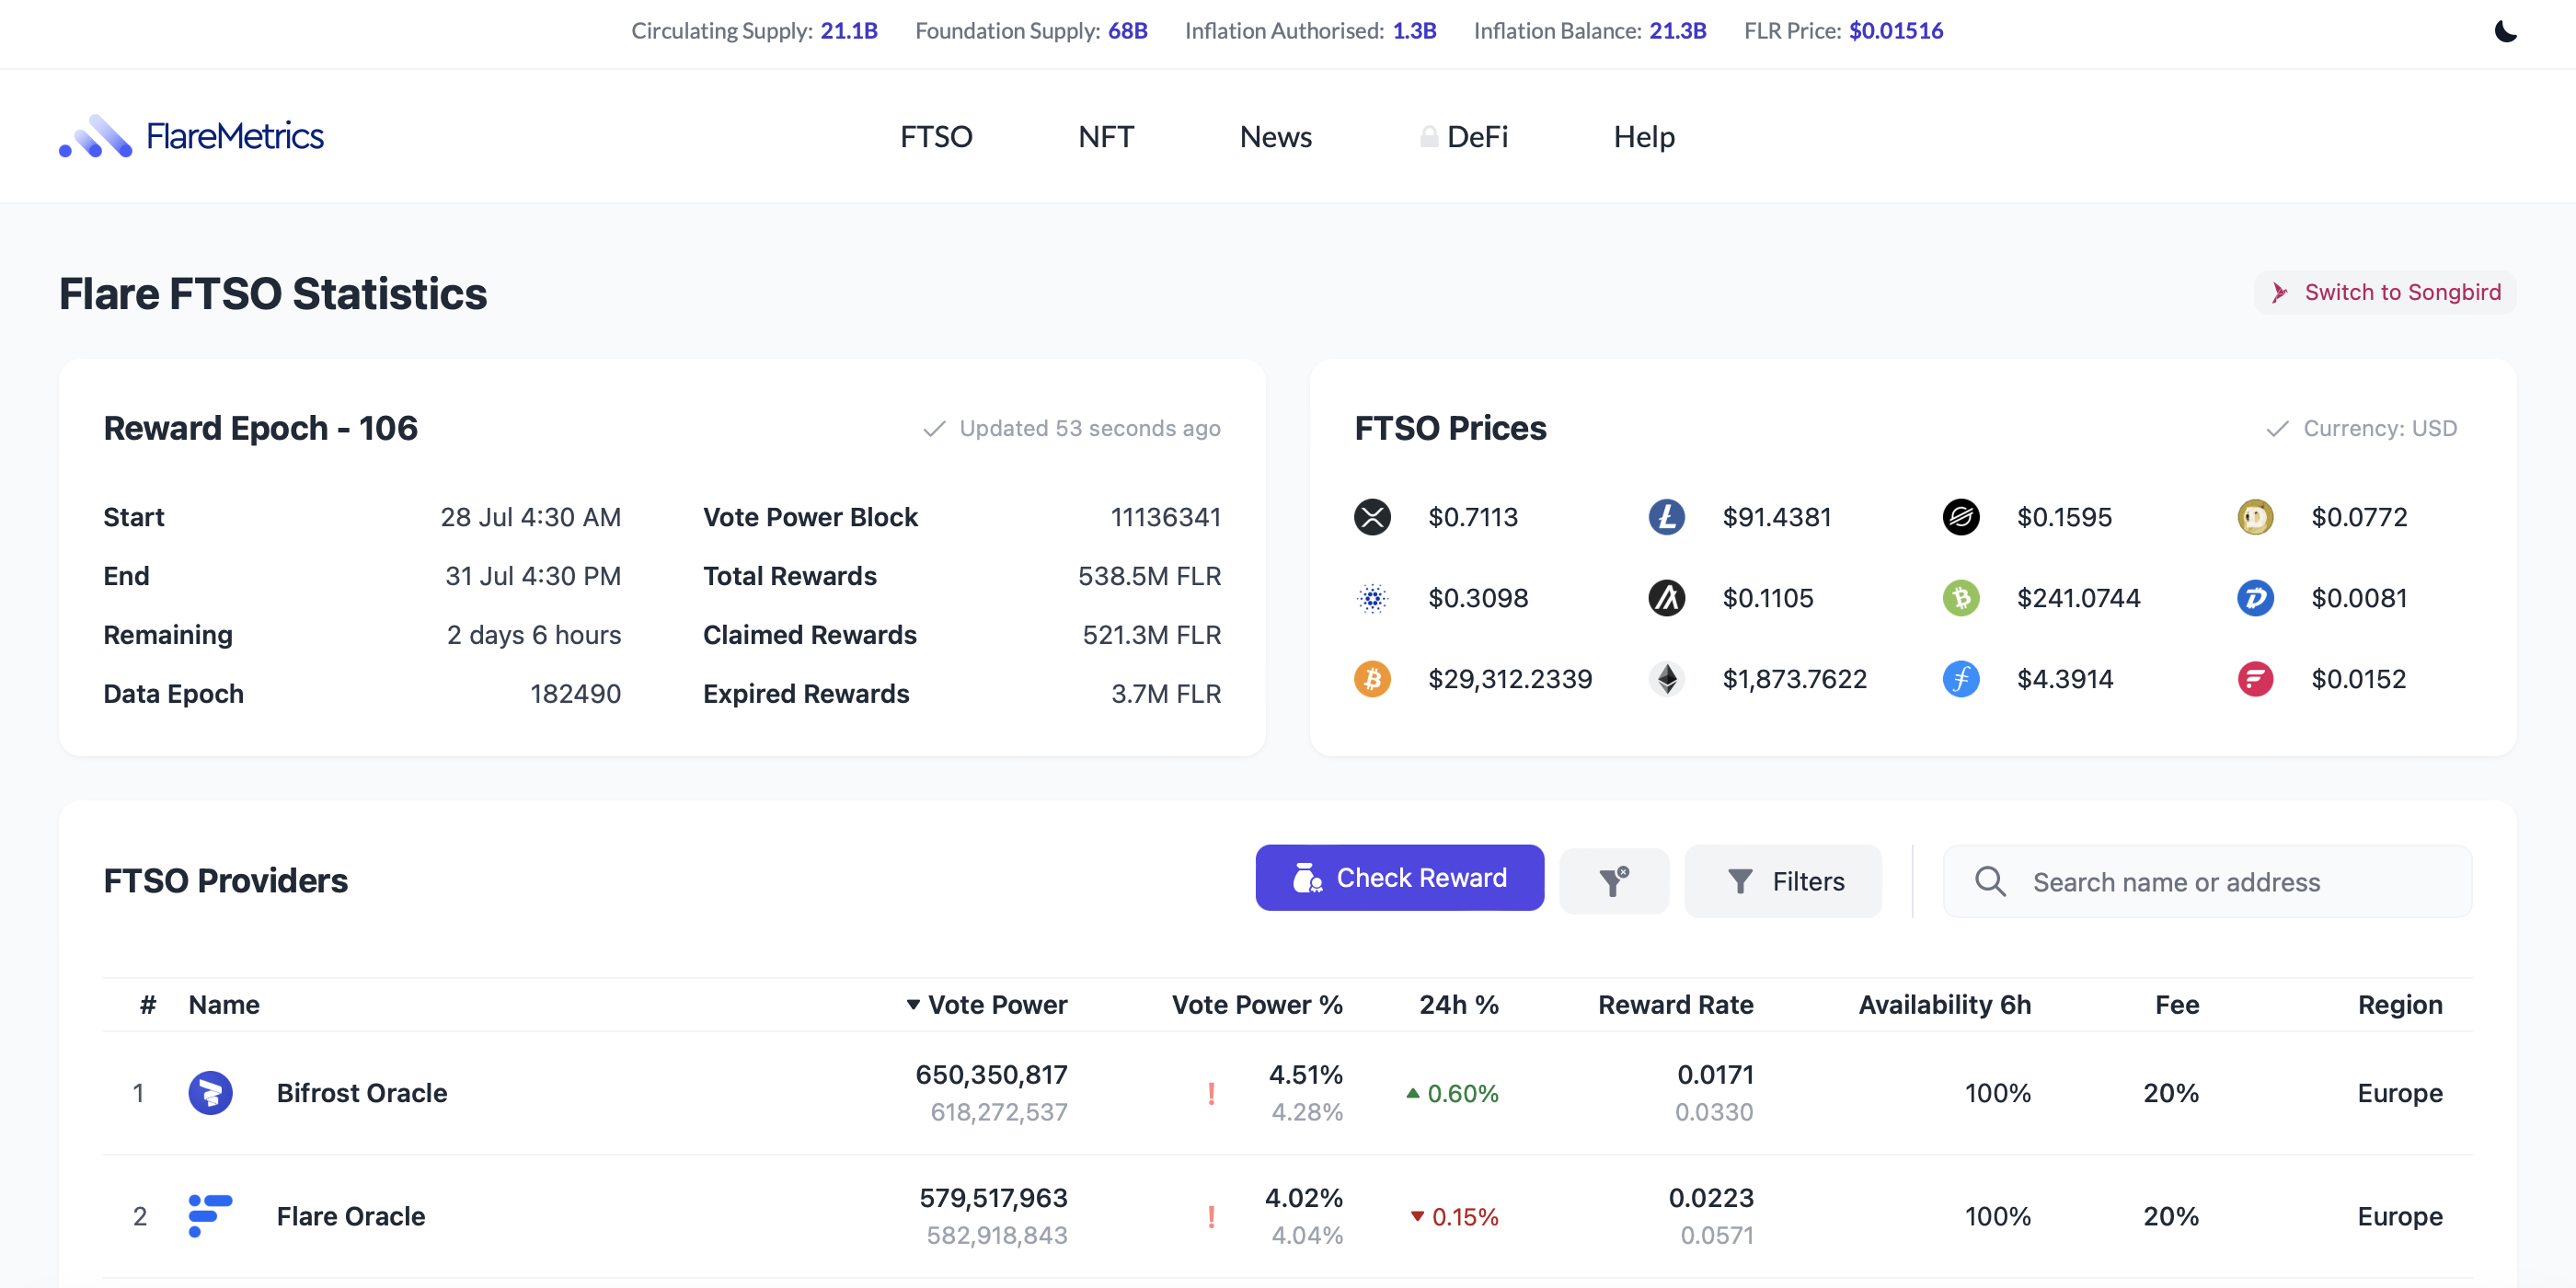 Circulating Supply: 21.1B Foundation Supply: 68B Inflation Authorised: 1.3B Inflation Balance: 21.3B FLR Price: $0.01516
FlareMetrics FTSO NFT News DeFi Help
Flare FTSO Statistics Switch to Songbird
Reward Epoch - 106 Updated 53 seconds ago
Start 28 Jul 4:30 AM Vote Power Block 11136341
End 31 Jul 4:30 PM Total Rewards 538.5M FLR
Remaining 2 days 6 hours Claimed Rewards 521.3M FLR
Data Epoch 182490 Expired Rewards 3.7M FLR
FTSO Prices Currency: USD
$0.7113 $91.4381 $0.1595 $0.0772
$0.3098 $0.1105 $241.0744 $0.0081
$29,312.2339 $1,873.7622 $4.3914 $0.0152
FTSO Providers Check Reward Filters Search name or address
# Name Vote Power Vote Power % 24h % Reward Rate Availability 6h Fee Region
1 Bifrost Oracle 650,350,817 ! 4.51% 0.60% 0.0171 100% 20% Europe
618,272,537 4.28% 0.0330
2 Flare Oracle 579,517,963 ! 4.02% 0.15% 0.0223 100% 20% Europe
582,918,843 4.04% 0.0571